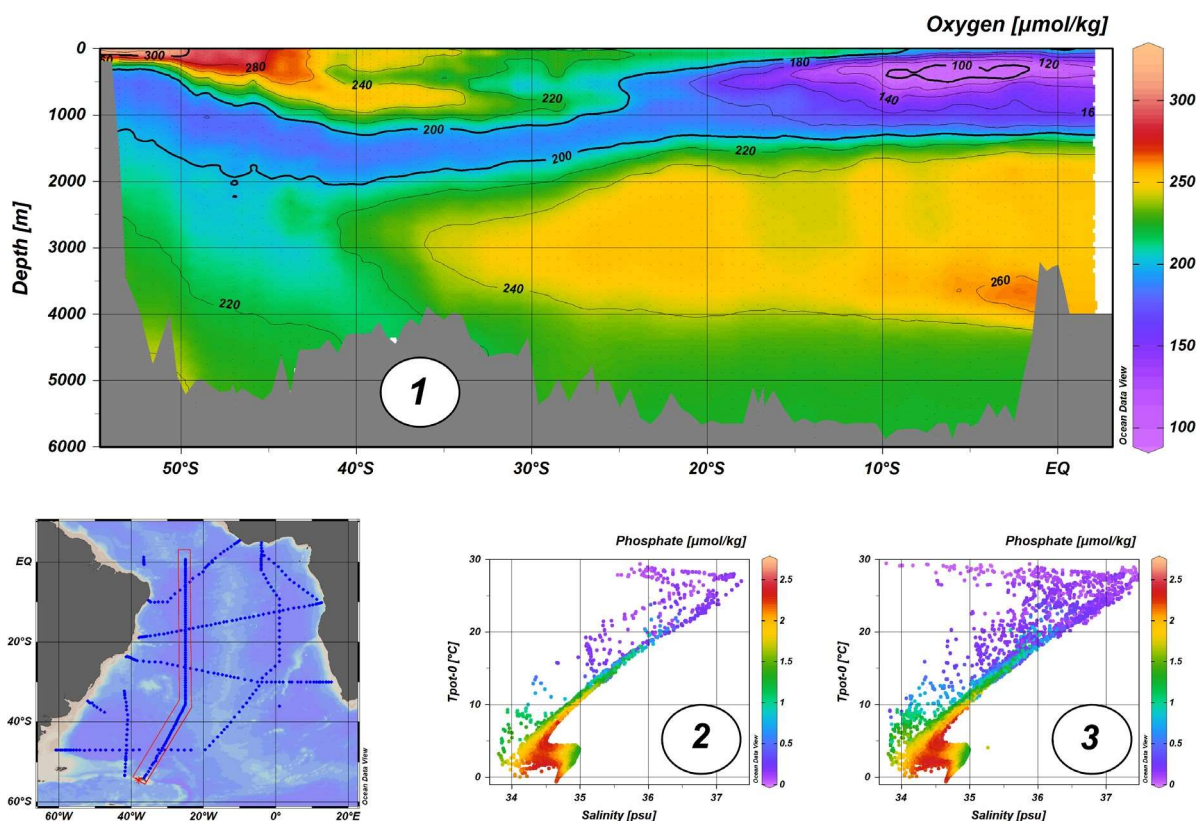 Oxygen [µmol/kg]
0
1000
2000
3000
4000
5000
6000
Depth [m]
300
280
240
220
200
200
180
100
120
140
16
220
240
260
220
50°S
40°S
30°S
20°S
10°S
EQ
300
250
200
150
100
Ocean Data View
1
EQ
20°S
40°S
60°S
60°W
40°W
20°W
0°
20°E
Ocean Data View
Phosphate [µmol/kg]
Tpot-0 [°C]
30
20
10
0
34
35
36
37
Salinity [psu]
2.5
2
1.5
1
0.5
0
Ocean Data View
2
Phosphate [µmol/kg]
Tpot-0 [°C]
30
20
10
0
34
35
36
37
Salinity [psu]
2.5
2
1.5
1
0.5
0
Ocean Data View
3